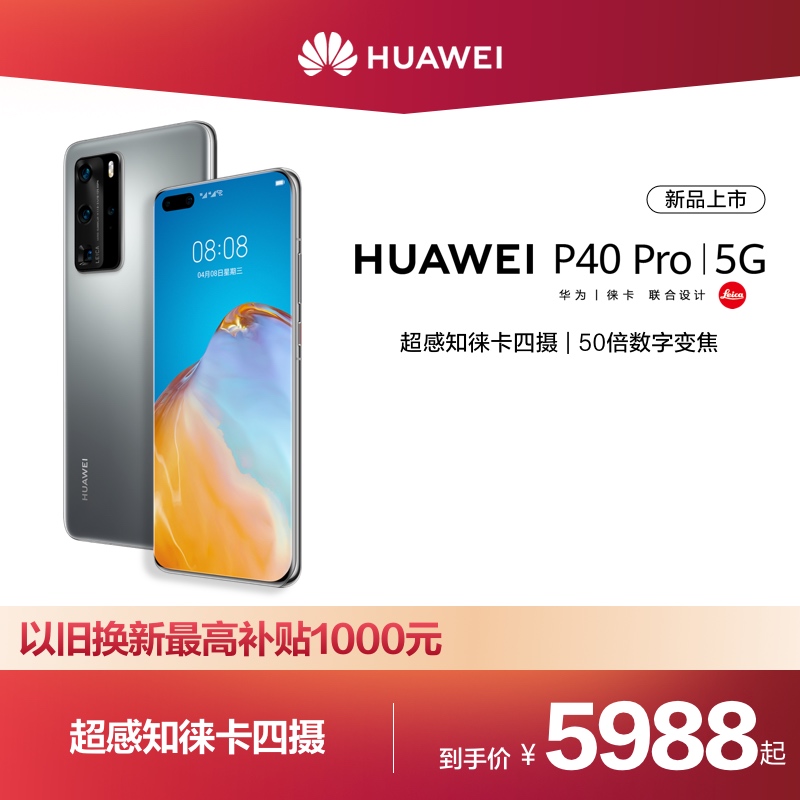 HUAWEI
新品上市
HUAWEI P40 Pro | 5G
华为 | 徕卡 联合设计 Leica
超感知徕卡四摄 | 50倍数字变焦
08:08
04月08日星期三
LEICA
HUAWEI
以旧换新最高补贴1000元
超感知徕卡四摄
到手价 ¥5988起